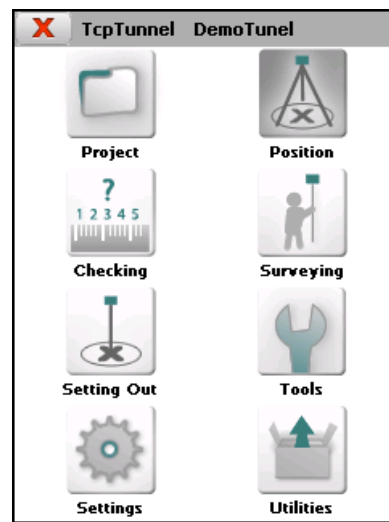 X TcpTunnel DemoTunel
Project Position
?
1 2 3 4 5
Checking Surveying
Setting Out Tools
Settings Utilities